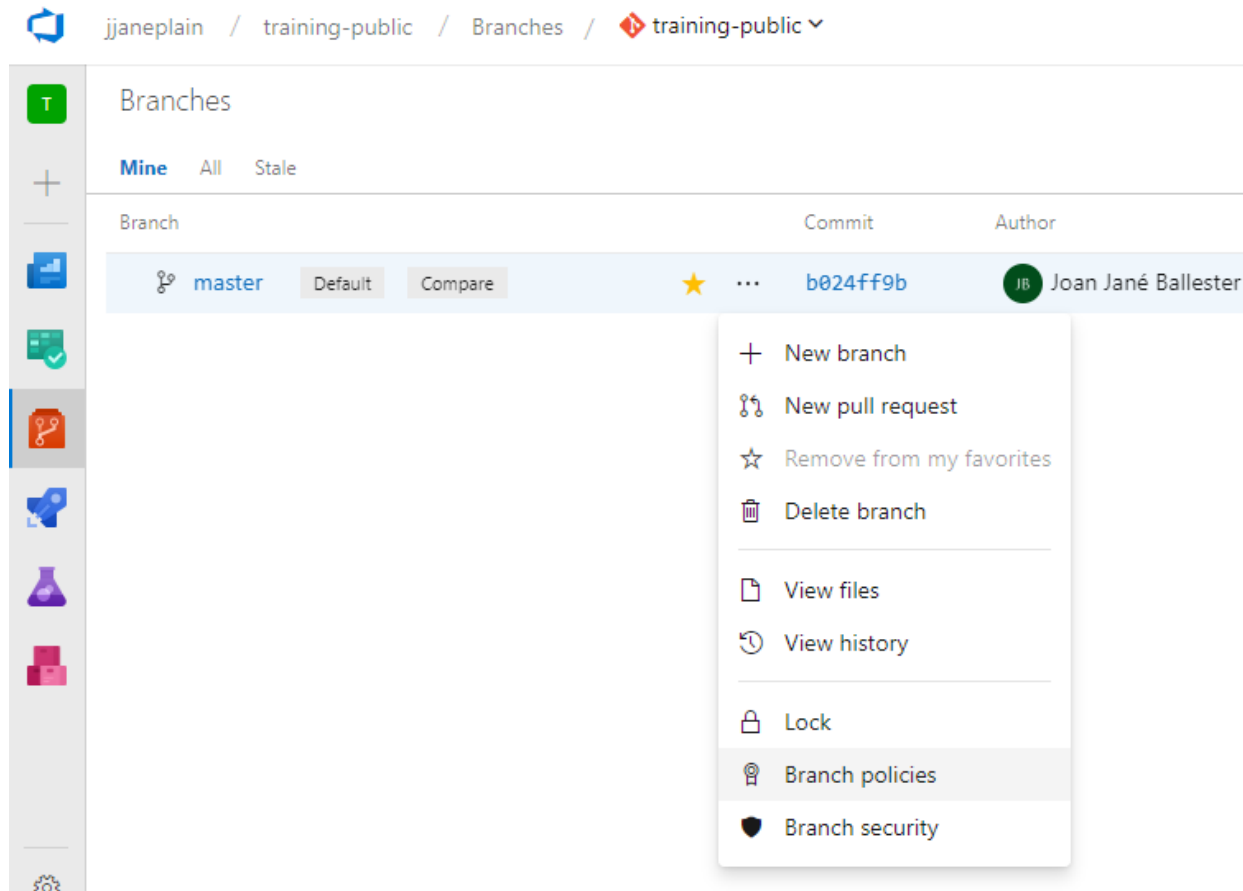 jjaneplain / training-public / Branches / training-public
T
Branches
Mine All Stale
Branch Commit Author
master Default Compare b024ff9b JB Joan Jané Ballester
New branch
New pull request
Remove from my favorites
Delete branch
View files
View history
Lock
Branch policies
Branch security